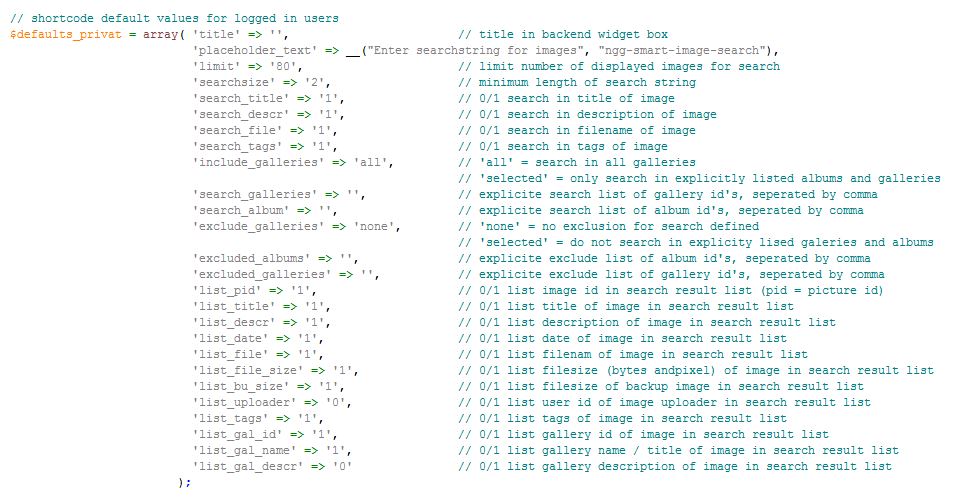 // shortcode default values for logged in users
$defaults_privat = array( 'title' => '', // title in backend widget box
'placeholder_text' => __("Enter searchstring for images", "ngg-smart-image-search"),
'limit' => '80', // limit number of displayed images for search
'searchsize' => '2', // minimum length of search string
'search_title' => '1', // 0/1 search in title of image
'search_descr' => '1', // 0/1 search in description of image
'search_file' => '1', // 0/1 search in filename of image
'search_tags' => '1', // 0/1 search in tags of image
'include_galleries' => 'all', // 'all' = search in all galleries
// 'selected' = only search in explicitly listed albums and galleries
'search_galleries' => '', // explicite search list of gallery id's, seperated by comma
'search_album' => '', // explicite search list of album id's, seperated by comma
'exclude_galleries' => 'none', // 'none' = no exclusion for search defined
// 'selected' = do not search in explicity lised galeries and albums
'excluded_albums' => '', // explicite exclude list of album id's, seperated by comma
'excluded_galleries' => '', // explicite exclude list of gallery id's, seperated by comma
'list_pid' => '1', // 0/1 list image id in search result list (pid = picture id)
'list_title' => '1', // 0/1 list title of image in search result list
'list_descr' => '1', // 0/1 list description of image in search result list
'list_date' => '1', // 0/1 list date of image in search result list
'list_file' => '1', // 0/1 list filenam of image in search result list
'list_file_size' => '1', // 0/1 list filesize (bytes andpixel) of image in search result list
'list_bu_size' => '1', // 0/1 list filesize of backup image in search result list
'list_uploader' => '0', // 0/1 list user id of image uploader in search result list
'list_tags' => '1', // 0/1 list tags of image in search result list
'list_gal_id' => '1', // 0/1 list gallery id of image in search result list
'list_gal_name' => '1', // 0/1 list gallery name / title of image in search result list
'list_gal_descr' => '0' // 0/1 list gallery description of image in search result list
);